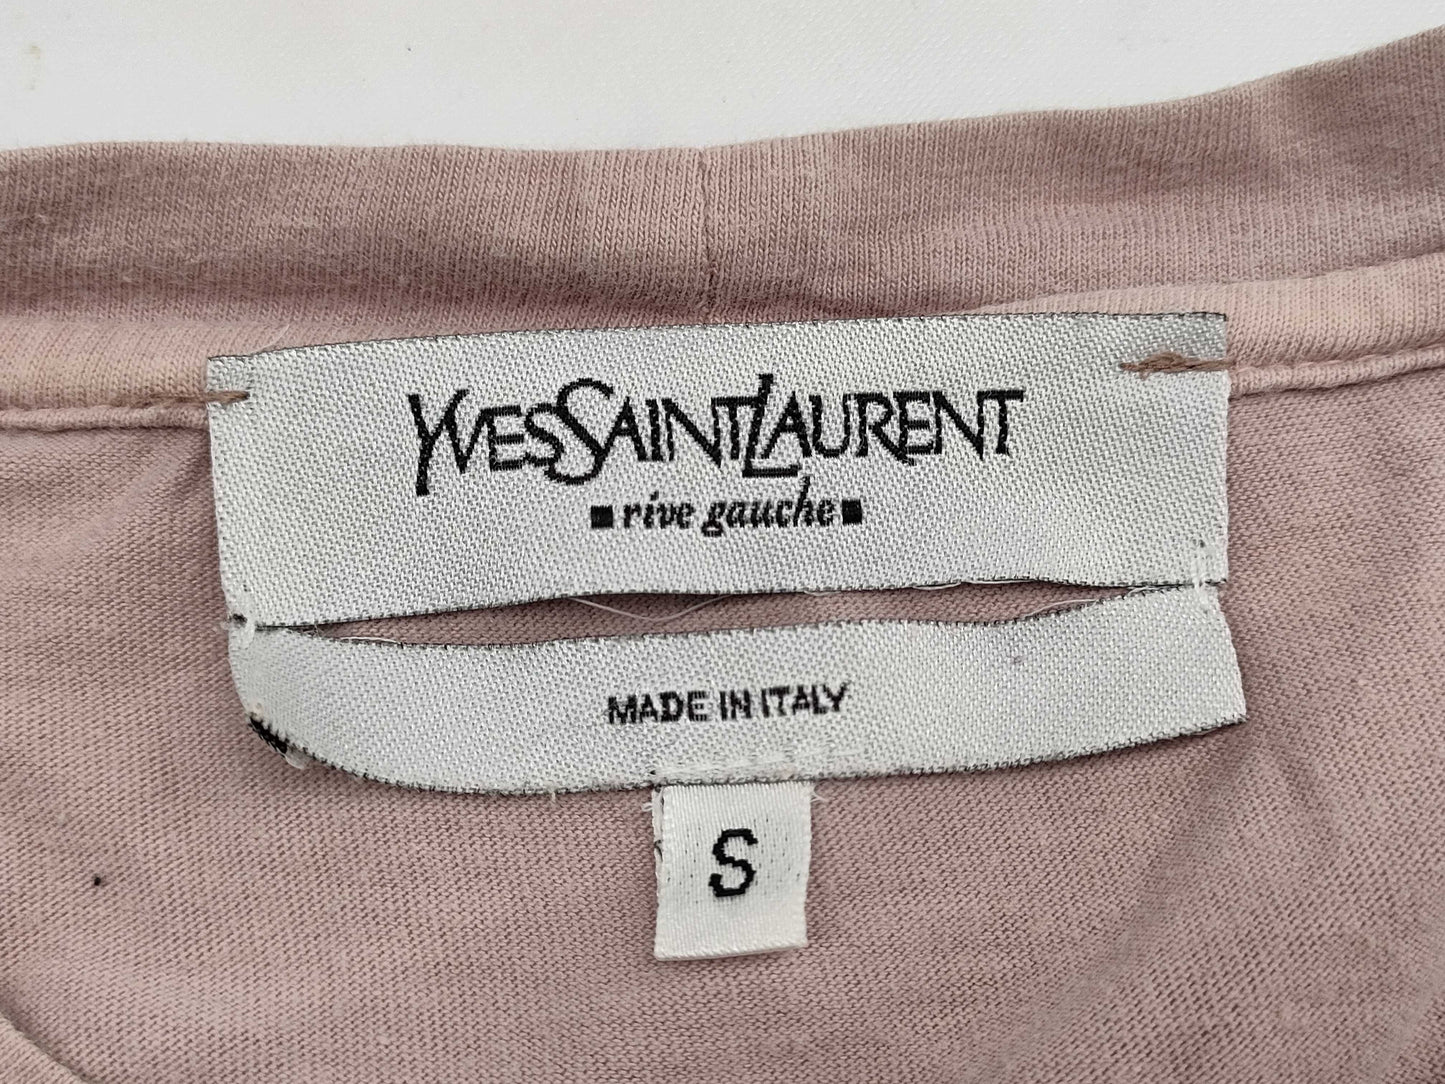 YVESSAINTLAURENT
rive gauche
MADE IN ITALY
S